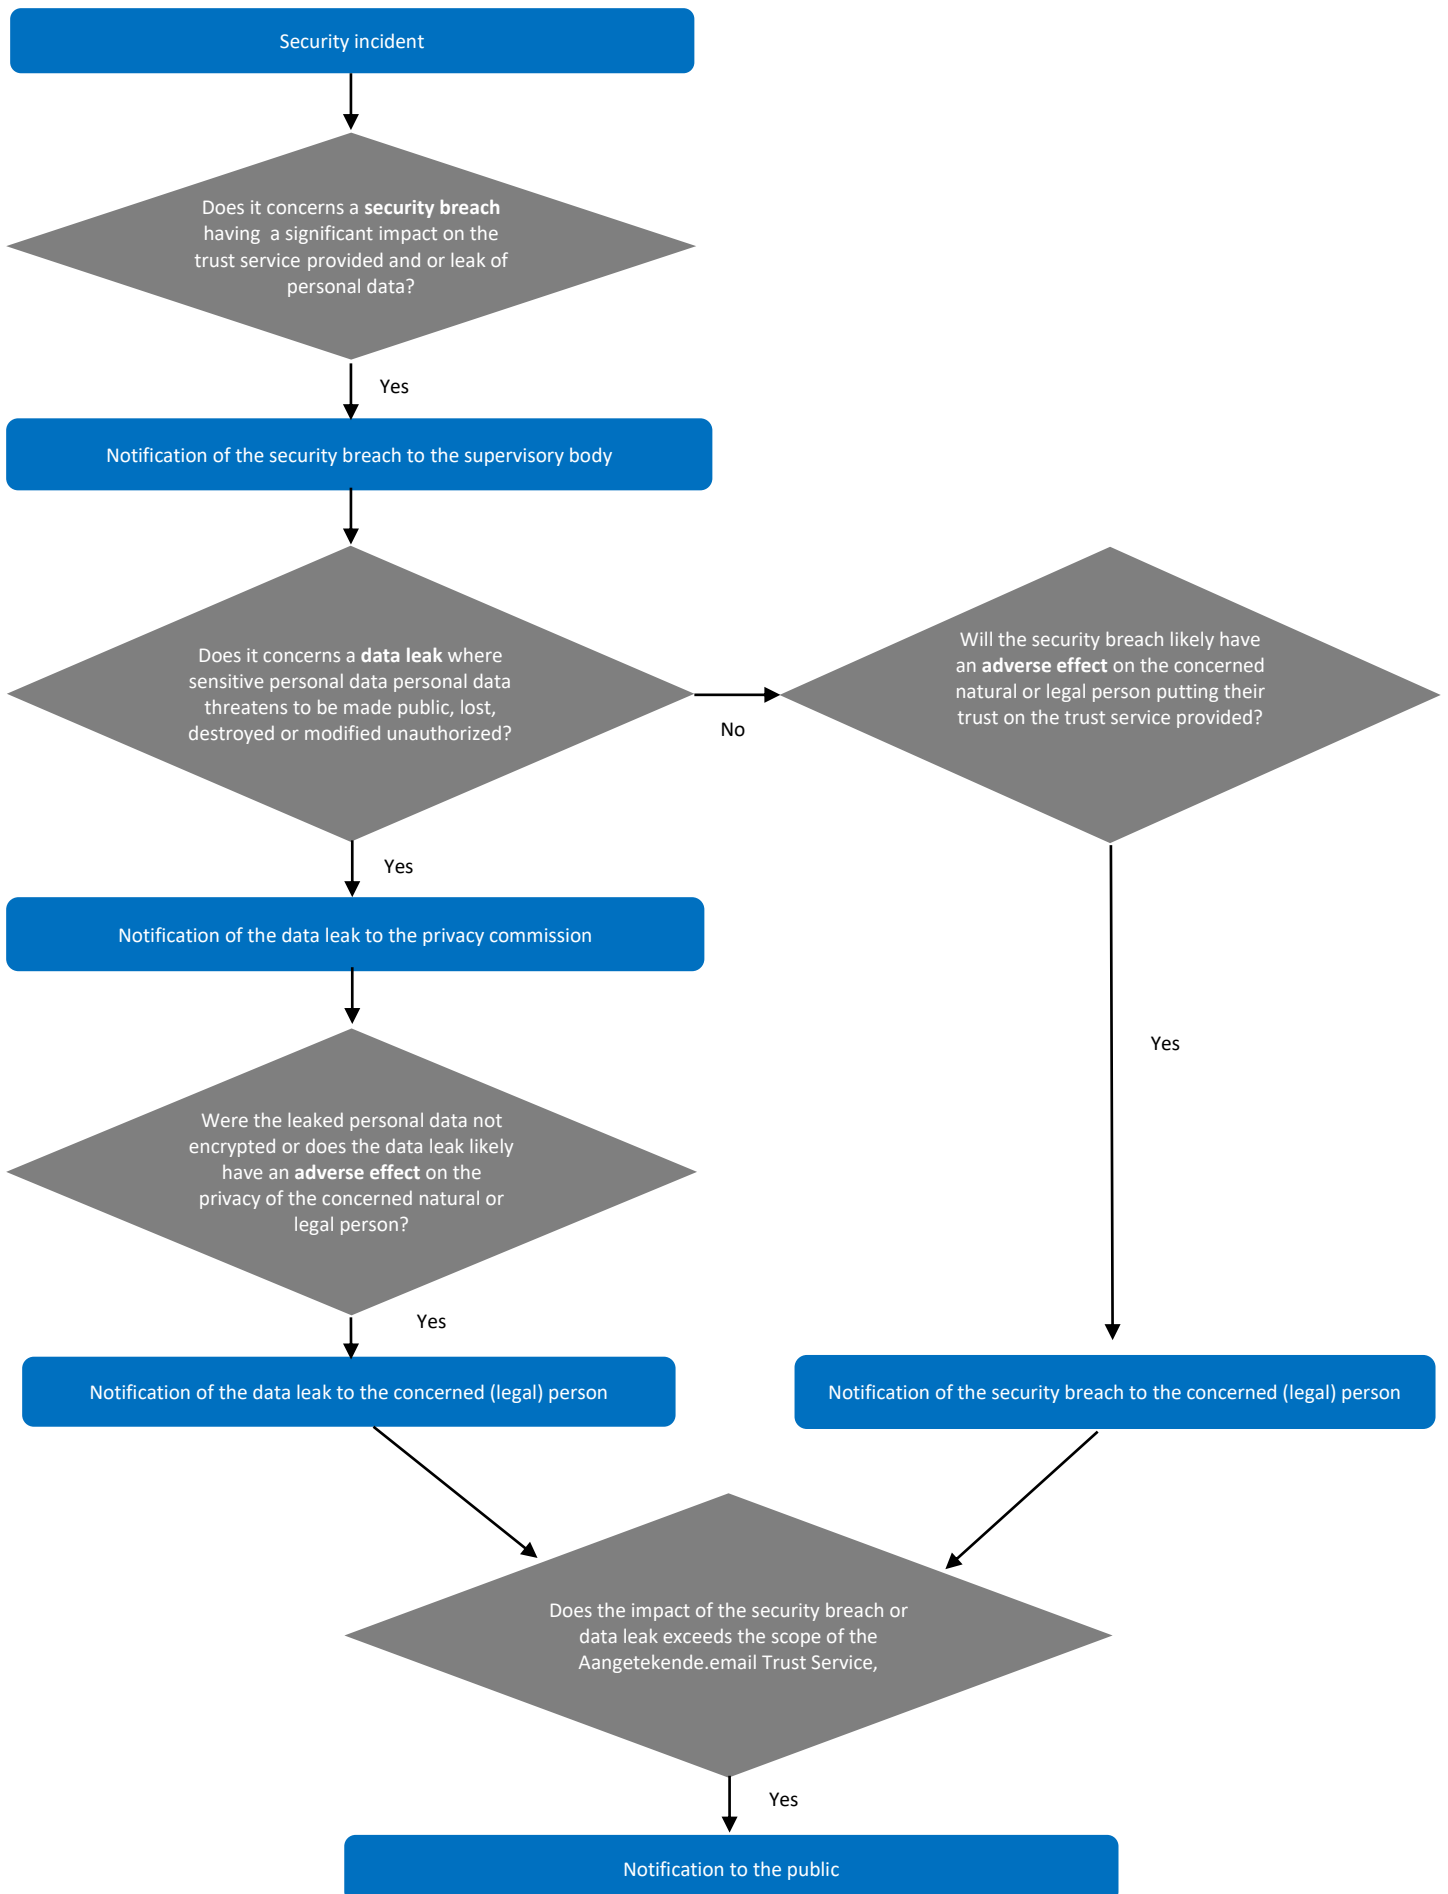 Security incident
Does it concerns a security breach
having  a significant impact on the
trust service provided and or leak of
personal data?
Yes
Notification of the security breach to the supervisory body
Does it concerns a data leak where
sensitive personal data personal data
threatens to be made public, lost,
destroyed or modified unauthorized?
No
Will the security breach likely have
an adverse effect on the concerned
natural or legal person putting their
trust on the trust service provided?
Yes
Notification of the data leak to the privacy commission
Yes
Were the leaked personal data not
encrypted or does the data leak likely
have an adverse effect on the
privacy of the concerned natural or
legal person?
Yes
Notification of the data leak to the concerned (legal) person
Notification of the security breach to the concerned (legal) person
Does the impact of the security breach or
data leak exceeds the scope of the
Aangetekende.email Trust Service,
Yes
Notification to the public